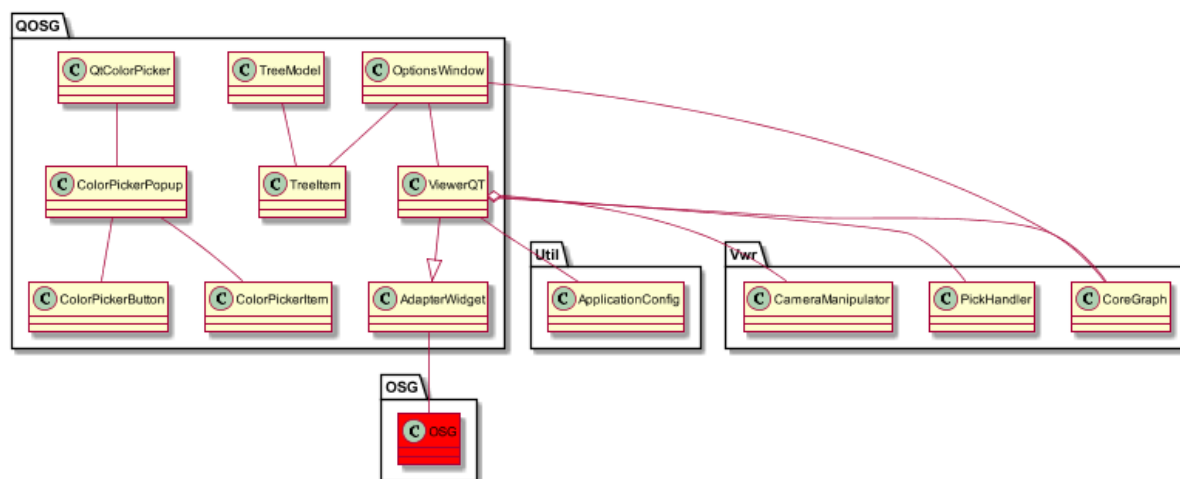 QOSG
C QtColorPicker
C TreeModel
C OptionsWindow
C ColorPickerPopup
C TreeItem
C ViewerQT
Util
Vwr
C ColorPickerButton
C ColorPickerItem
C AdapterWidget
C ApplicationConfig
C CameraManipulator
C PickHandler
C CoreGraph
OSG
C OSG